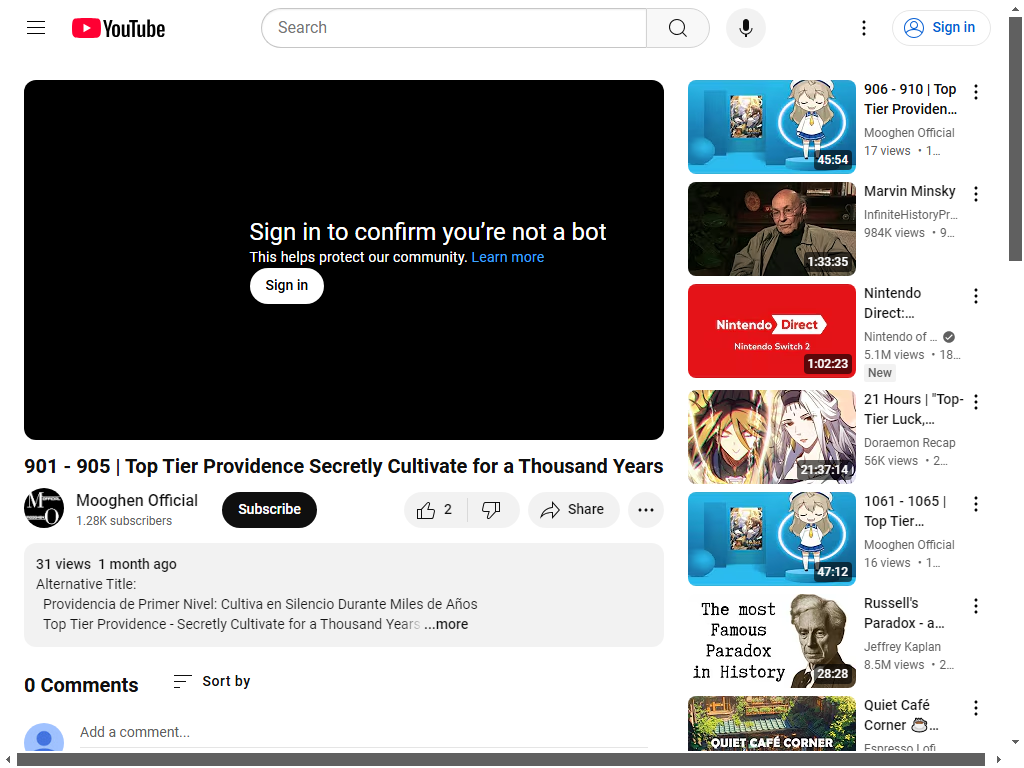 YouTube
Search
Sign in
Sign in to confirm you're not a bot
This helps protect our community. Learn more
Sign in
901 - 905 | Top Tier Providence Secretly Cultivate for a Thousand Years
Mooghen Official
1.28K subscribers
Subscribe
2
Share
31 views 1 month ago
Alternative Title:
Providencia de Primer Nivel: Cultiva en Silencio Durante Miles de Años
Top Tier Providence - Secretly Cultivate for a Thousand Years ...more
0 Comments
Sort by
Add a comment...
45:54
906 - 910 | Top
Tier Providen...
Mooghen Official
17 views • 1...
1:33:35
Marvin Minsky
InfiniteHistoryPr...
984K views • 9...
Nintendo Direct
Nintendo Switch 2
1:02:23
Nintendo
Direct:...
Nintendo of ...
5.1M views • 18...
New
21:37:14
21 Hours | "Top-
Tier Luck,...
Doraemon Recap
56K views • 2...
47:12
1061 - 1065 |
Top Tier...
Mooghen Official
16 views • 1...
The most
Famous
Paradox
in History
28:28
Russell's
Paradox - a...
Jeffrey Kaplan
8.5M views • 2...
QUIET CAFÉ CORNER
Quiet Café
Corner ☕...
Espresso Lofi